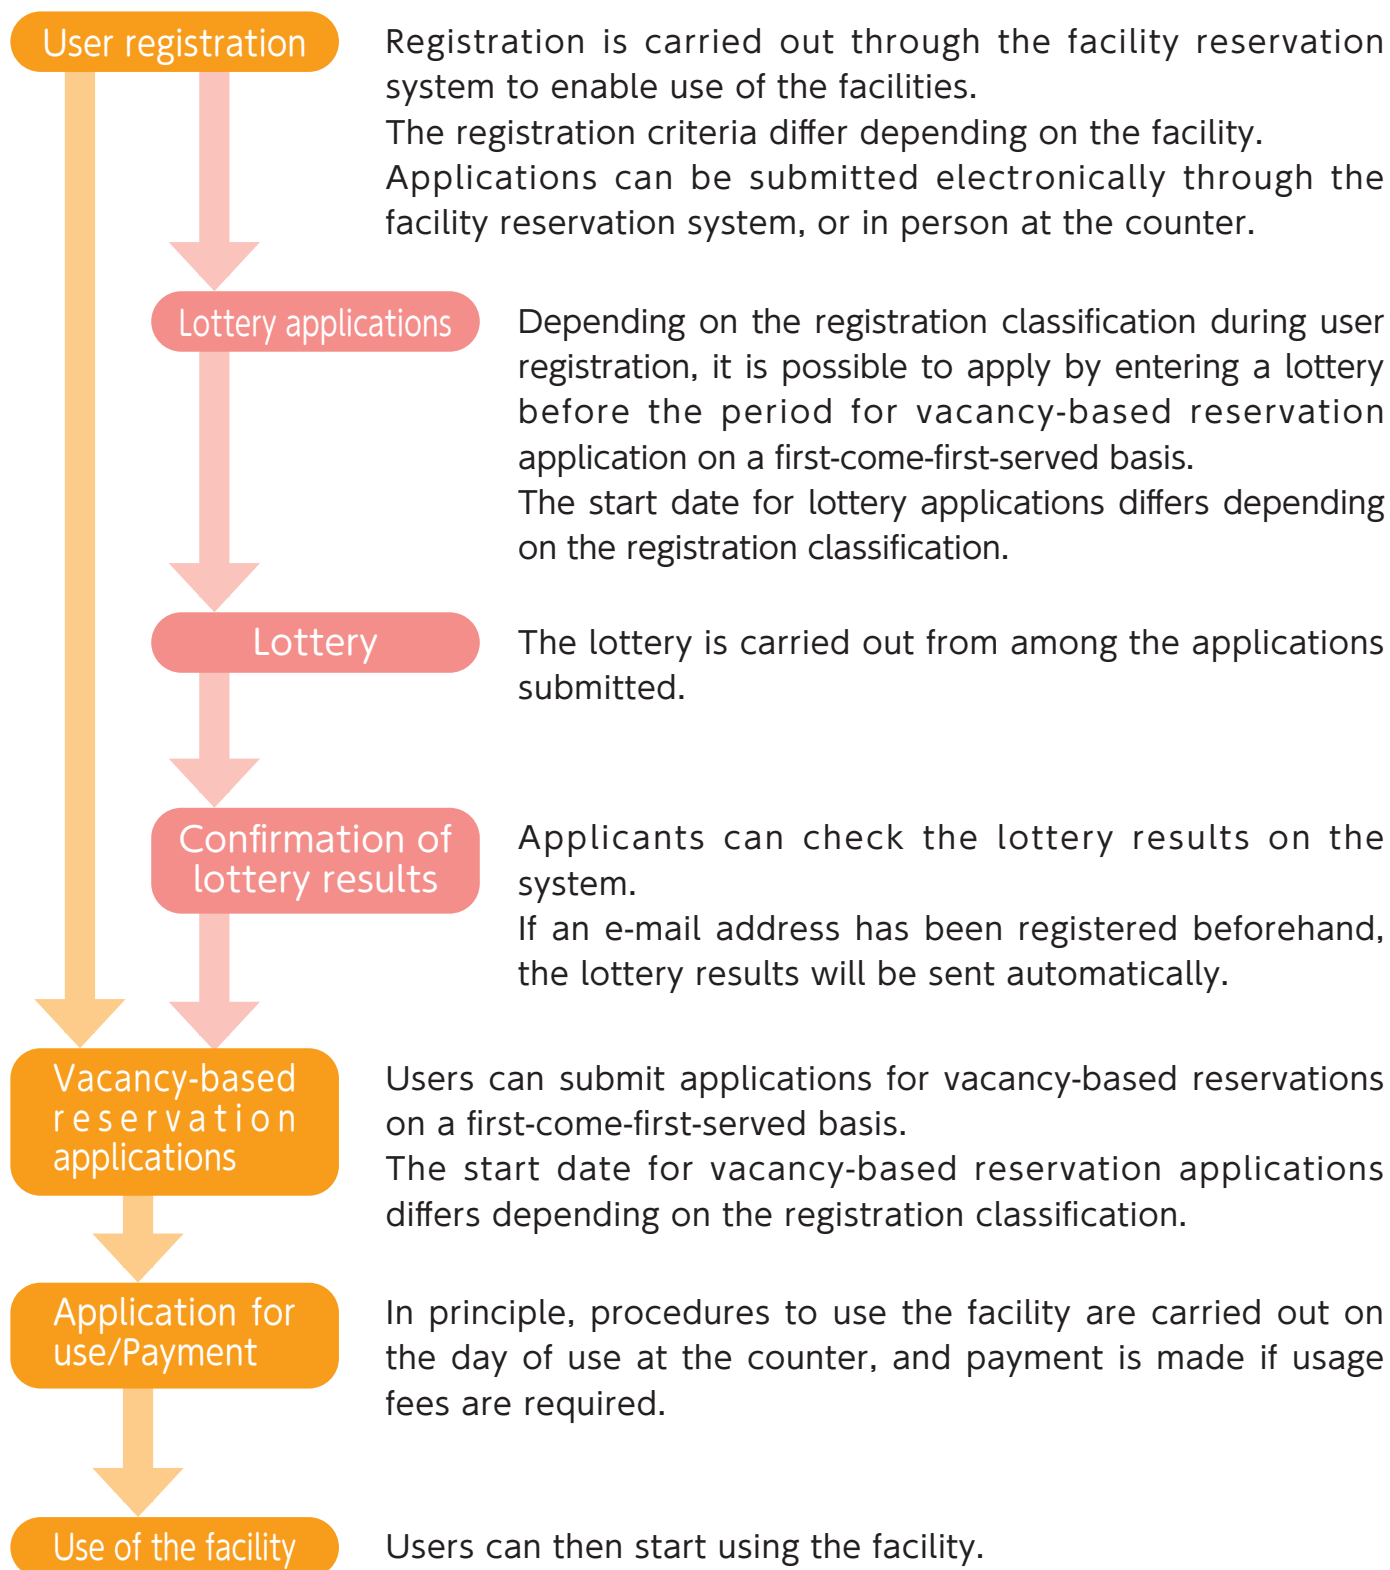 User registration
Registration is carried out through the facility reservation
system to enable use of the facilities.
The registration criteria differ depending on the facility.
Applications can be submitted electronically through the
facility reservation system, or in person at the counter.
Lottery applications
Depending on the registration classification during user
registration, it is possible to apply by entering a lottery
before the period for vacancy-based reservation
application on a first-come-first-served basis.
The start date for lottery applications differs depending
on the registration classification.
Lottery
The lottery is carried out from among the applications
submitted.
Confirmation of
lottery results
Applicants can check the lottery results on the
system.
If an e-mail address has been registered beforehand,
the lottery results will be sent automatically.
Vacancy-based
reservation
applications
Users can submit applications for vacancy-based reservations
on a first-come-first-served basis.
The start date for vacancy-based reservation applications
differs depending on the registration classification.
Application for
use/Payment
In principle, procedures to use the facility are carried out on
the day of use at the counter, and payment is made if usage
fees are required.
Use of the facility
Users can then start using the facility.